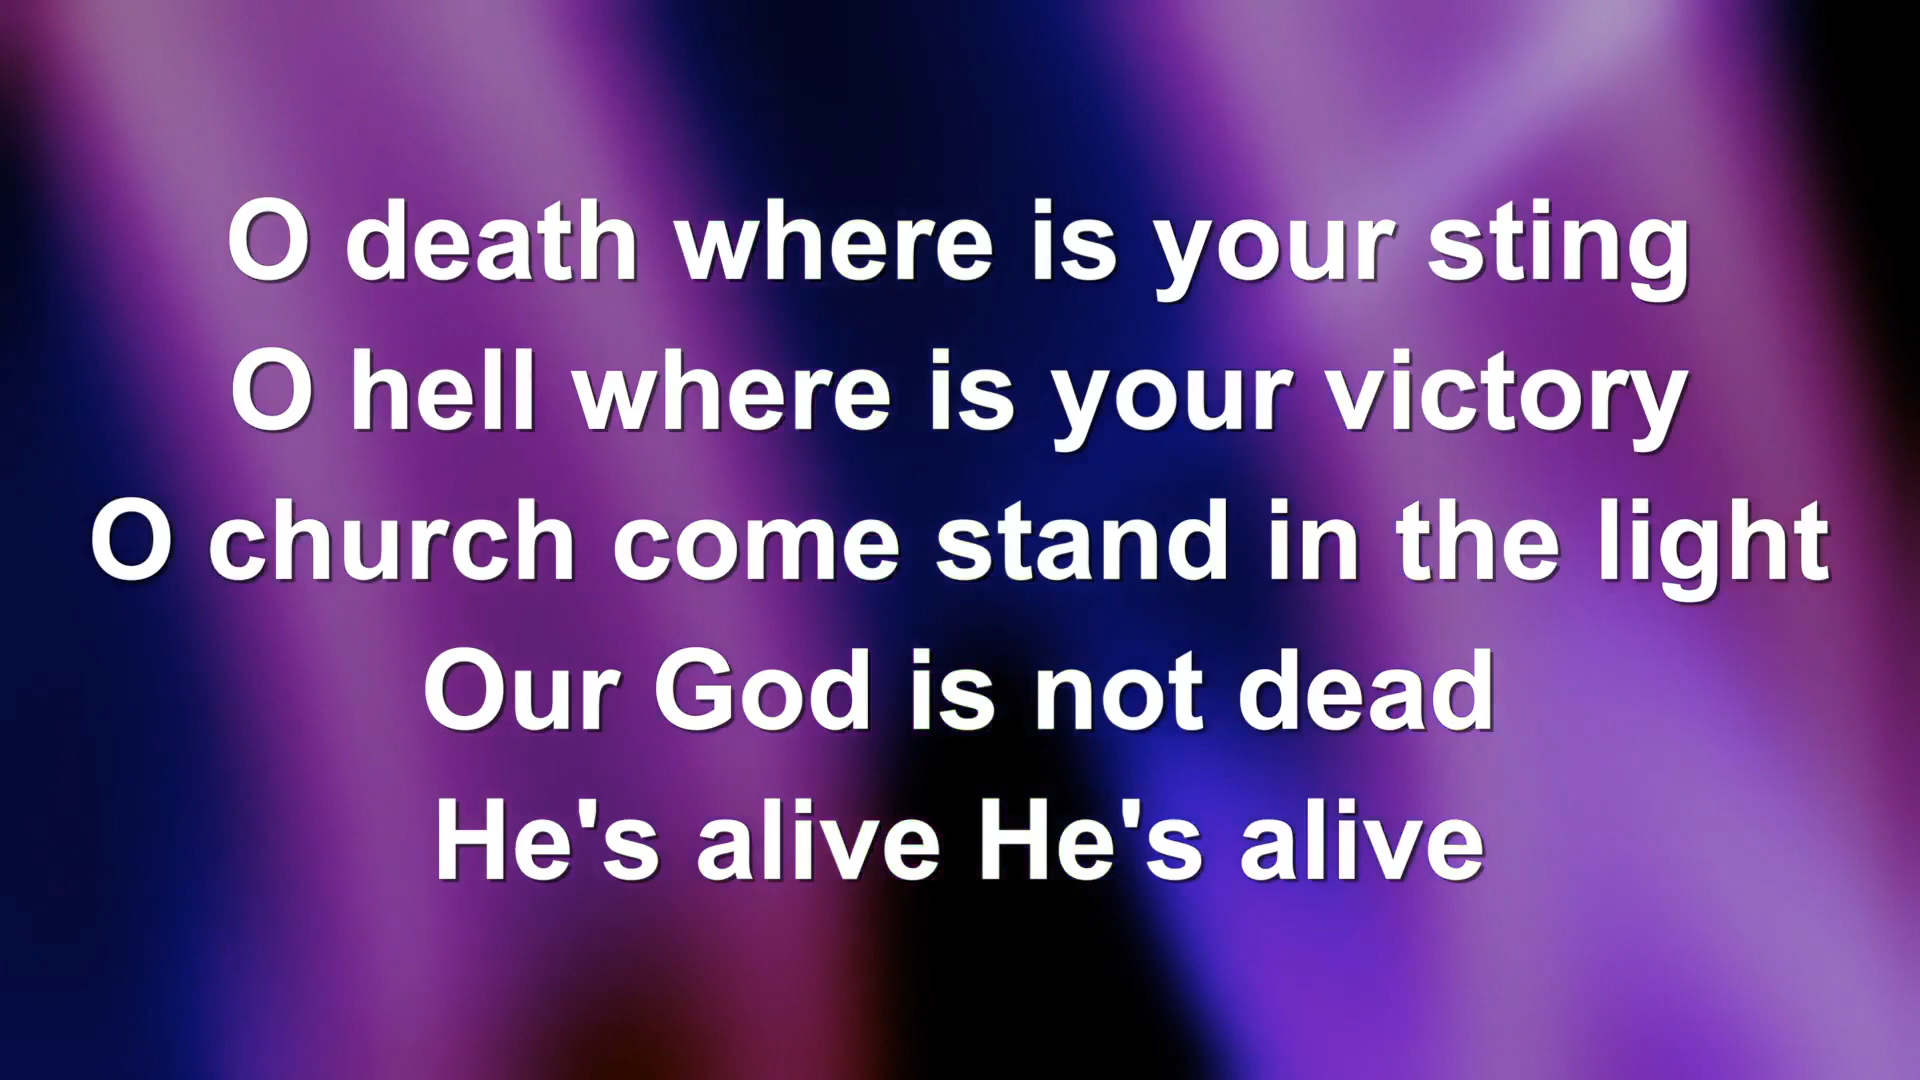 O death where is your sting
O hell where is your victory
O church come stand in the light
Our God is not dead
He's alive He's alive